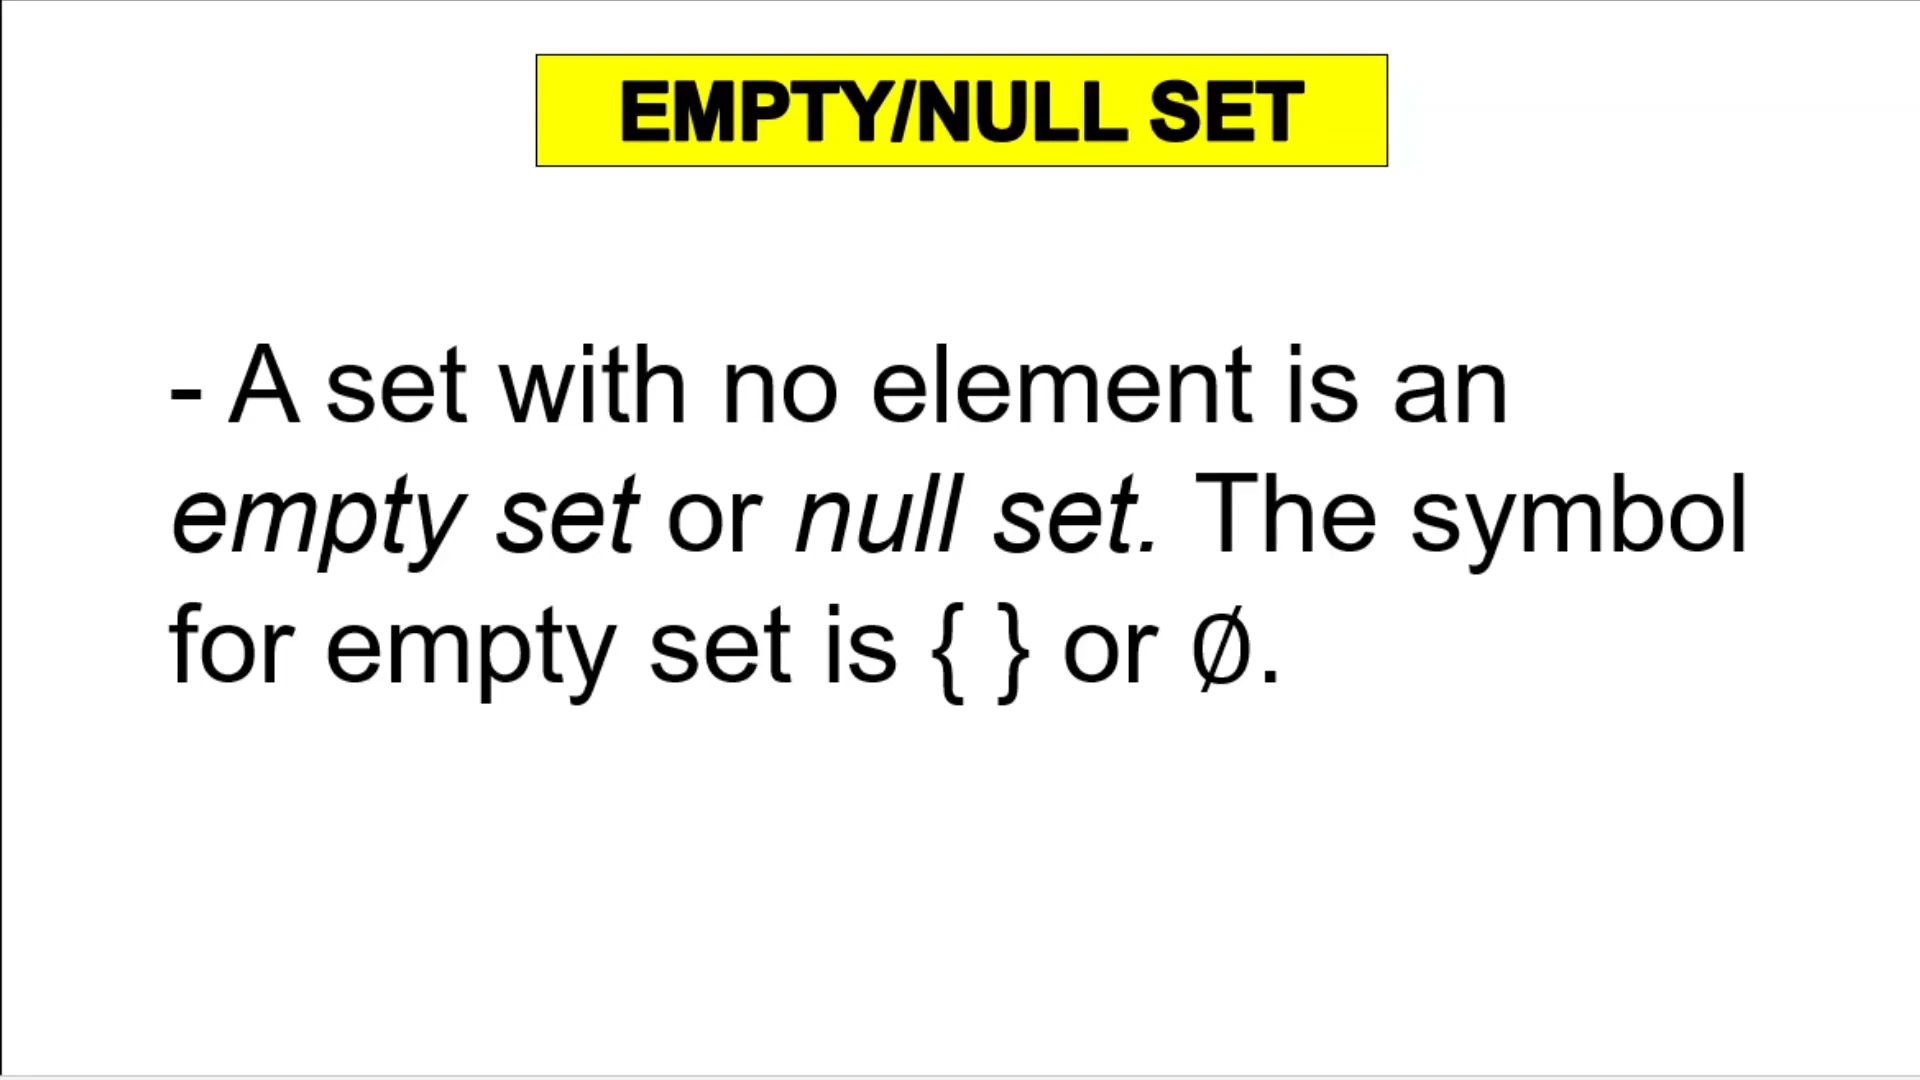 EMPTY/NULL SET
- A set with no element is an
empty set or null set. The symbol
for empty set is { } or ∅.